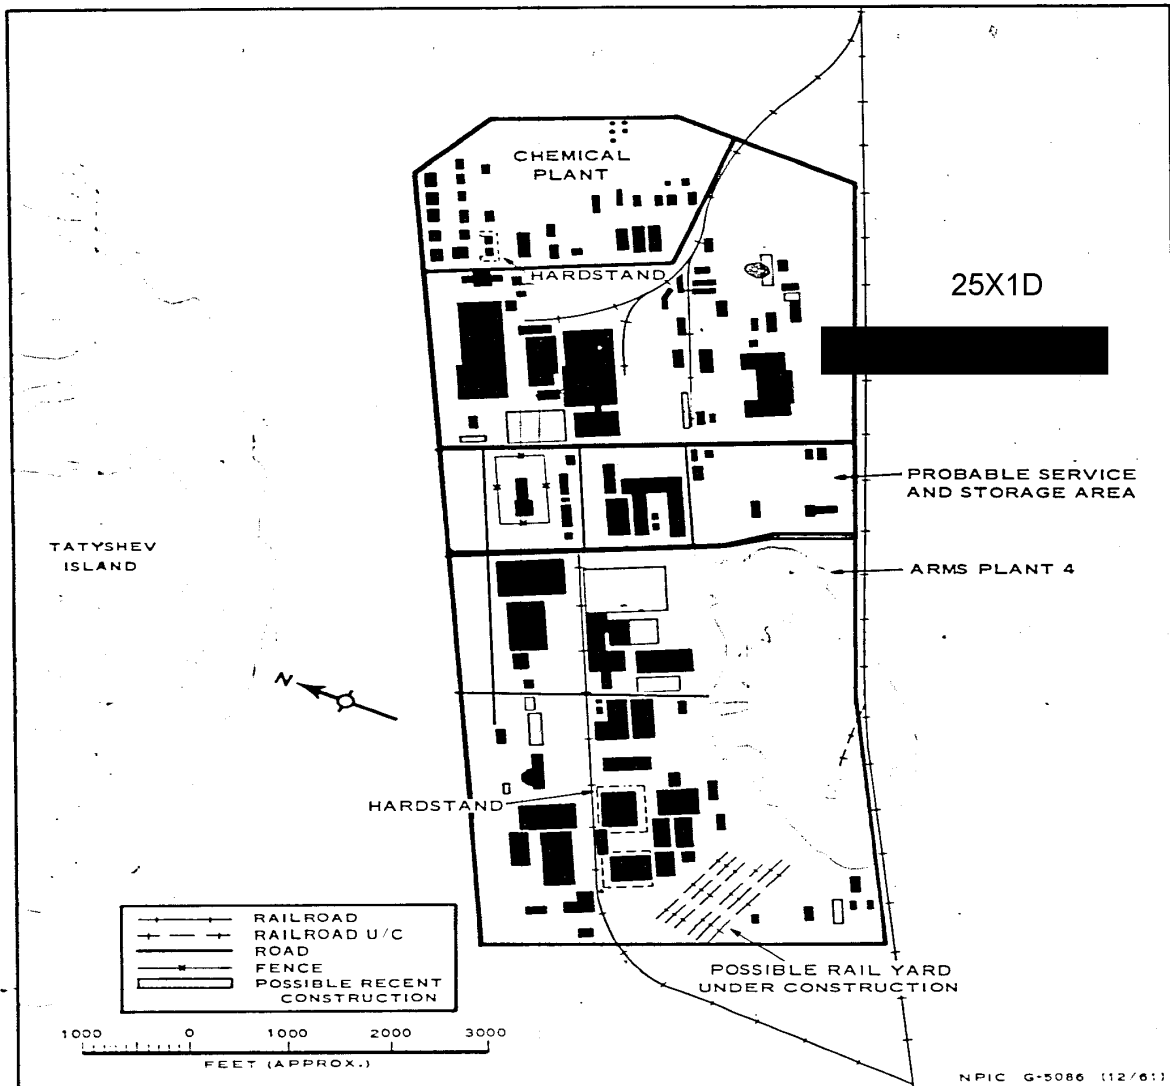 CHEMICAL
PLANT
HARDSTAND
25X1D
PROBABLE SERVICE
AND STORAGE AREA
TATYSHEV
ISLAND
ARMS PLANT 4
N
HARDSTAND
POSSIBLE RAIL YARD
UNDER CONSTRUCTION
RAILROAD
RAILROAD U/C
ROAD
FENCE
POSSIBLE RECENT
CONSTRUCTION
1000 0 1000 2000 3000
FEET (APPROX.)
NPIC G-5086 (12/61)